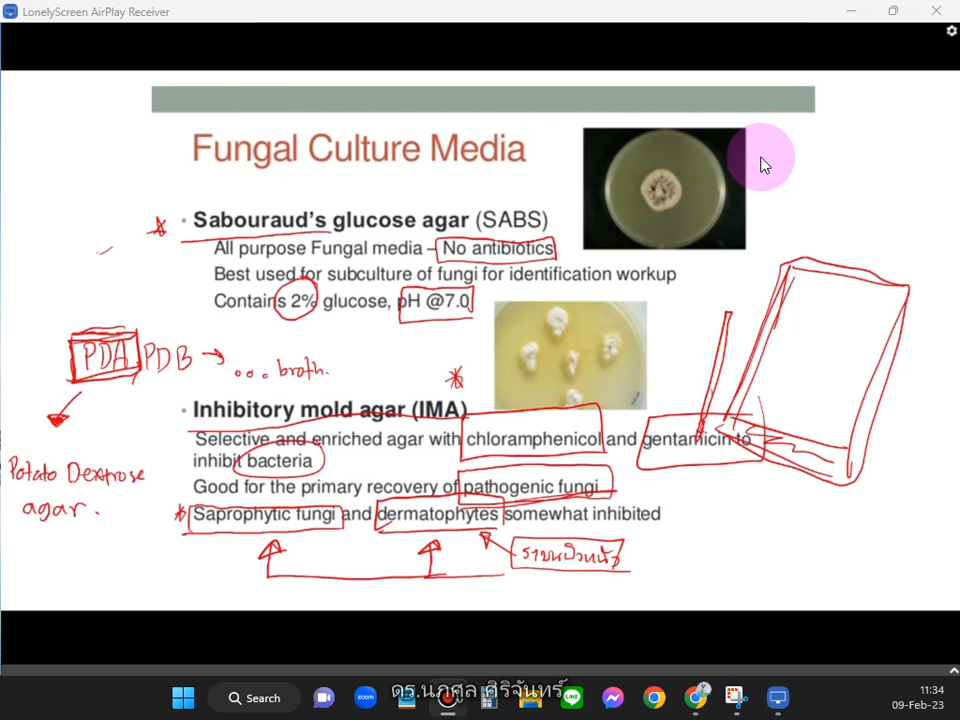 LonelyScreen AirPlay Receiver
Fungal Culture Media
• Sabouraud's glucose agar (SABS)
All purpose Fungal media – No antibiotics
Best used for subculture of fungi for identification workup
Contains 2% glucose, pH @7.0
PDA PDB → ... broth.
• Inhibitory mold agar (IMA)
Selective and enriched agar with chloramphenicol and gentamicin to
inhibit bacteria
Potato Dextrose
agar.
Good for the primary recovery of pathogenic fungi
Saprophytic fungi and dermatophytes somewhat inhibited
ราบนผิวหนัง
ดร.นภศูล ศิริจันทร์
Search
zoom
LINE
11:34
09-Feb-23